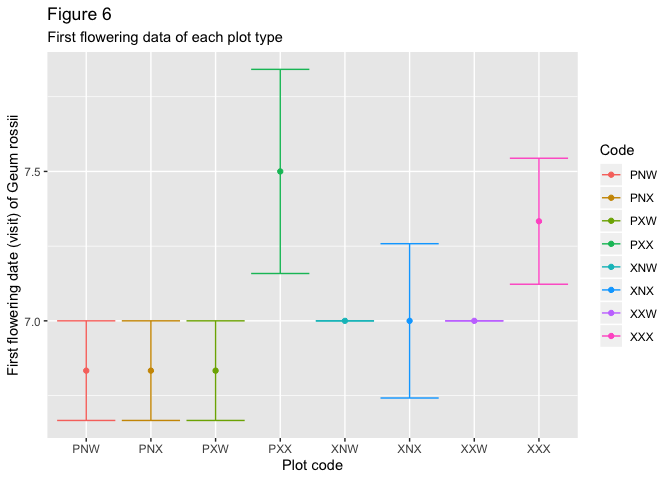 Figure 6
First flowering data of each plot type
First flowering date (visit) of Geum rossii
7.5
7.0
PNW PNX PXW PXX XNW XNX XXW XXX
Plot code
Code
PNW
PNX
PXW
PXX
XNW
XNX
XXW
XXX